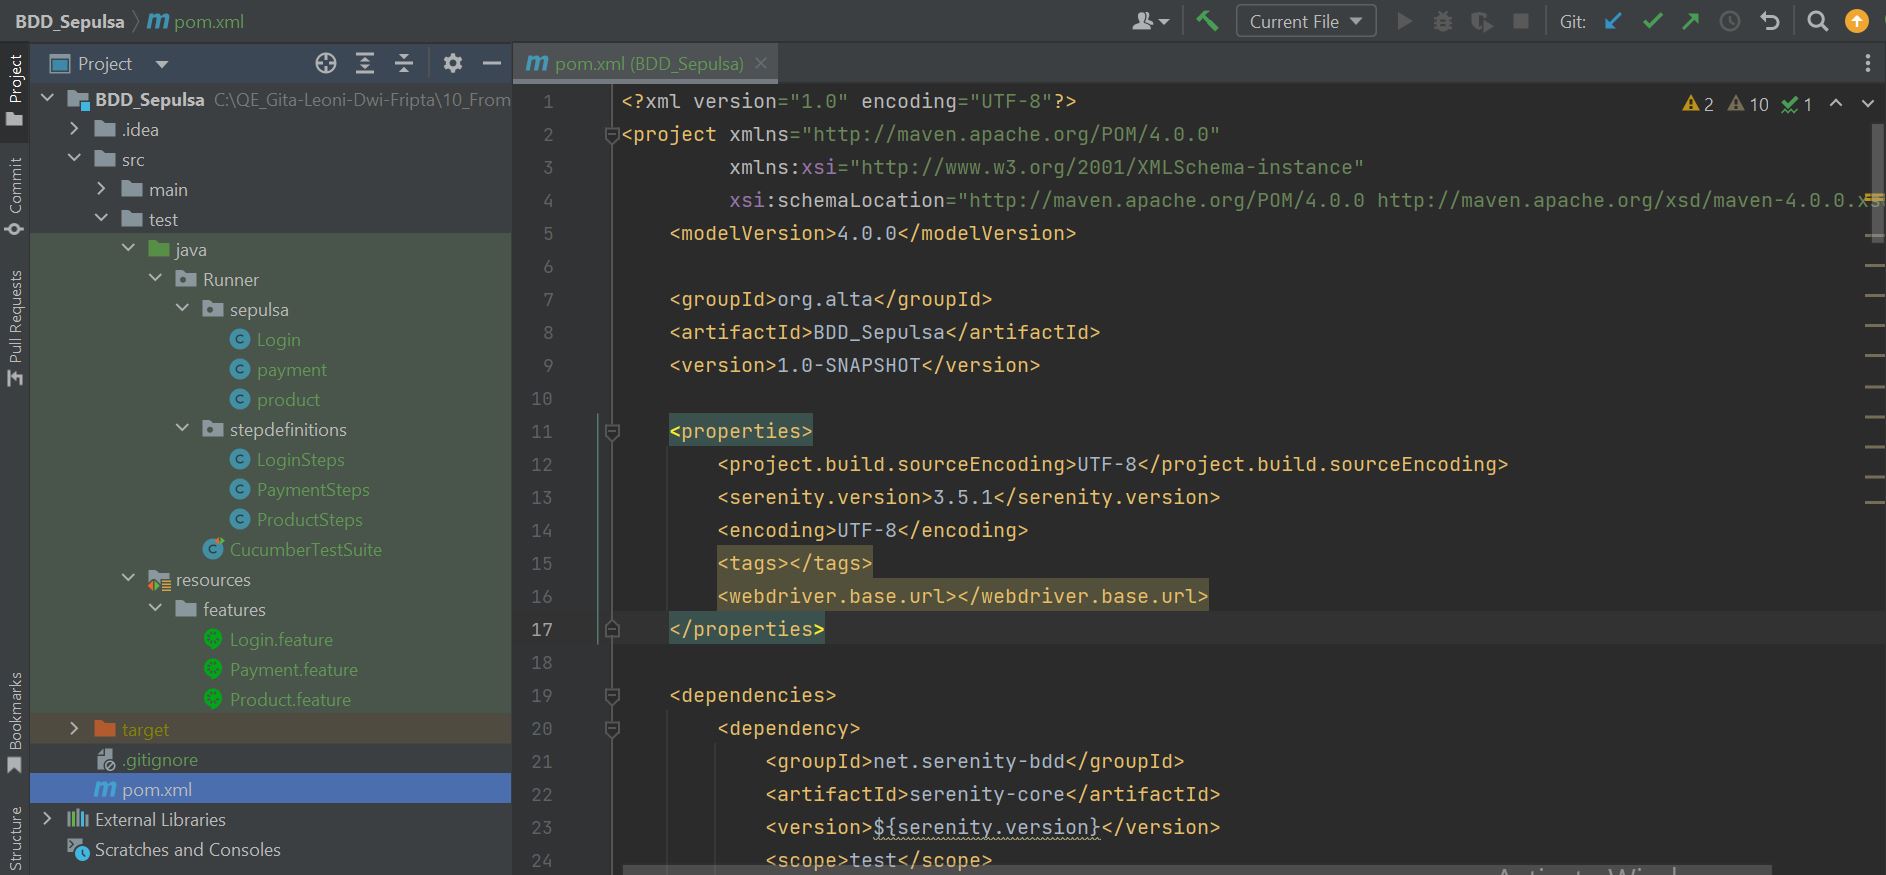 BDD_Sepulsa
pom.xml
Current File
Git:
Project
Commit
Pull Requests
Bookmarks
Structure
Project
BDD_Sepulsa C:\QE_Gita-Leoni-Dwi-Fripta\10_From
.idea
src
main
test
java
Runner
sepulsa
Login
payment
product
stepdefinitions
LoginSteps
PaymentSteps
ProductSteps
CucumberTestSuite
resources
features
Login.feature
Payment.feature
Product.feature
target
.gitignore
pom.xml
External Libraries
Scratches and Consoles
pom.xml (BDD_Sepulsa)
2 10 1
1 <?xml version="1.0" encoding="UTF-8"?>
2 <project xmlns="http://maven.apache.org/POM/4.0.0"
3 xmlns:xsi="http://www.w3.org/2001/XMLSchema-instance"
4 xsi:schemaLocation="http://maven.apache.org/POM/4.0.0 http://maven.apache.org/xsd/maven-4.0.0.xs
5 <modelVersion>4.0.0</modelVersion>
6
7 <groupId>org.alta</groupId>
8 <artifactId>BDD_Sepulsa</artifactId>
9 <version>1.0-SNAPSHOT</version>
10
11 <properties>
12 <project.build.sourceEncoding>UTF-8</project.build.sourceEncoding>
13 <serenity.version>3.5.1</serenity.version>
14 <encoding>UTF-8</encoding>
15 <tags></tags>
16 <webdriver.base.url></webdriver.base.url>
17 </properties>
18
19 <dependencies>
20 <dependency>
21 <groupId>net.serenity-bdd</groupId>
22 <artifactId>serenity-core</artifactId>
23 <version>${serenity.version}</version>
24 <scope>test</scope>